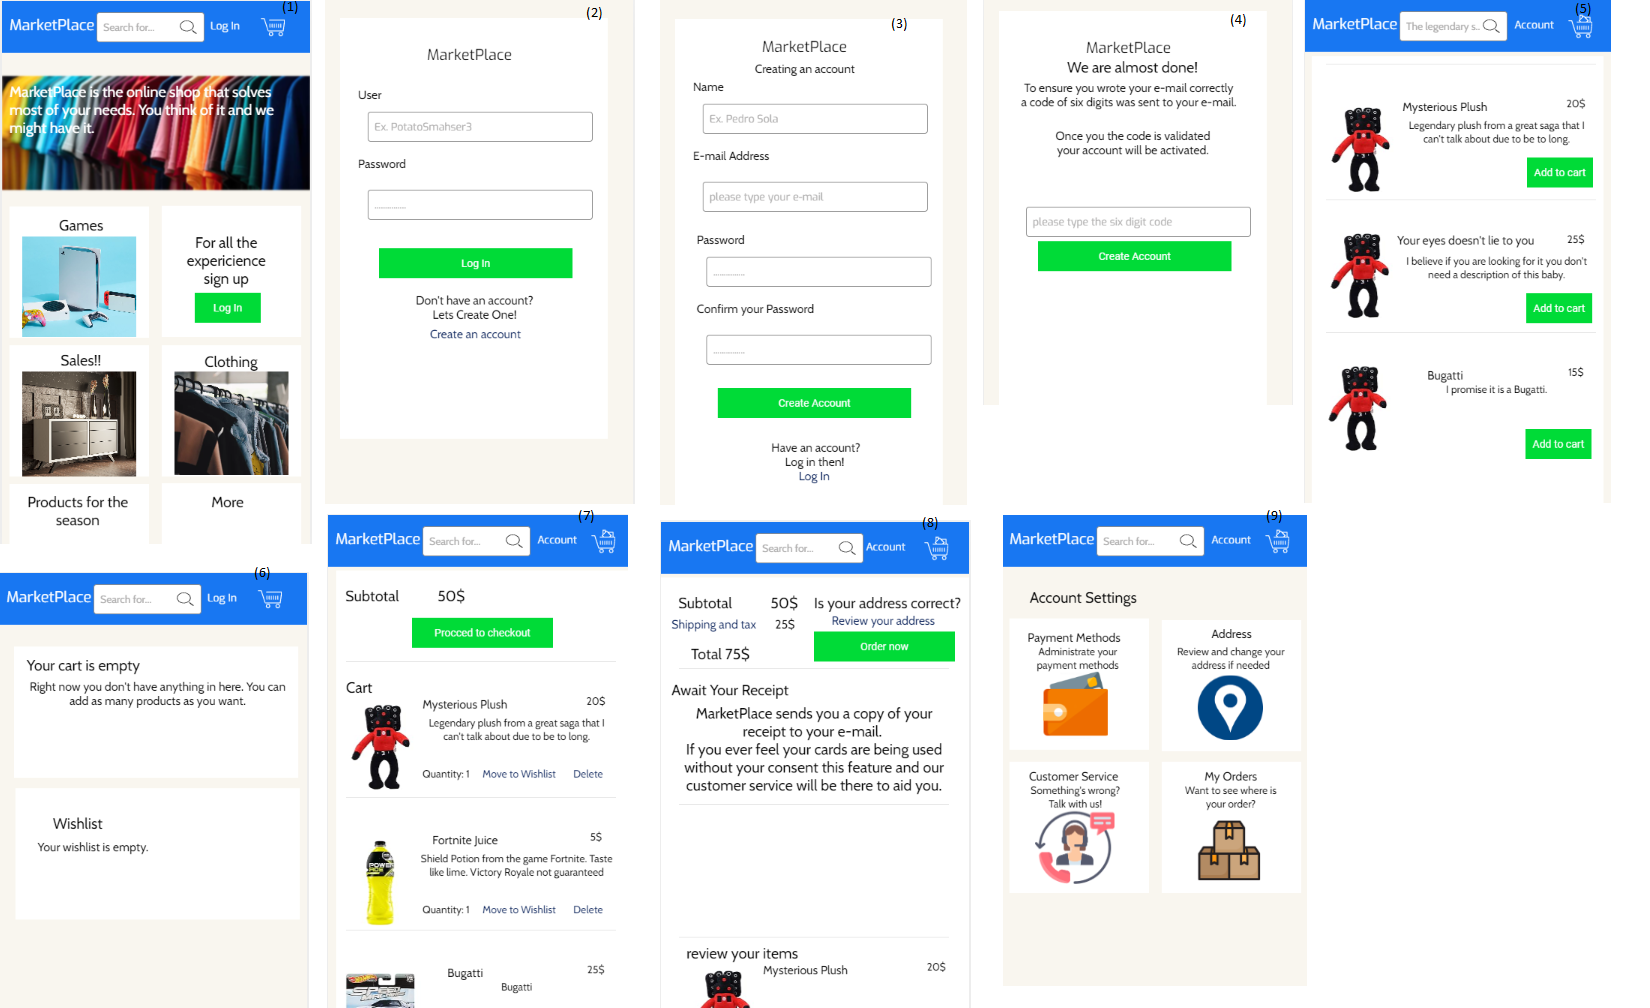 (1)
MarketPlace
Search for...
Log In
MarketPlace is the online shop that solves
most of your needs. You think of it and we
might have it.
Games
For all the
expericience
sign up
Log In
Sales!!
Clothing
Products for the
season
More
(2)
MarketPlace
User
Ex. PotatoSmahser3
Password
Log In
Don't have an account?
Lets Create One!
Create an account
(3)
MarketPlace
Creating an account
Name
Ex. Pedro Sola
E-mail Address
please type your e-mail
Password
Confirm your Password
Create Account
Have an account?
Log in then!
Log In
(4)
MarketPlace
We are almost done!
To ensure you wrote your e-mail correctly
a code of six digits was sent to your e-mail.
Once you the code is validated
your account will be activated.
please type the six digit code
Create Account
(5)
MarketPlace
The legendary s..
Account
Mysterious Plush
20$
Legendary plush from a great saga that I
can't talk about due to be to long.
Add to cart
Your eyes doesn't lie to you
25$
I believe if you are looking for it you don't
need a description of this baby.
Add to cart
Bugatti
15$
I promise it is a Bugatti.
Add to cart
(6)
MarketPlace
Search for...
Log In
Your cart is empty
Right now you don't have anything in here. You can
add as many products as you want.
Wishlist
Your wishlist is empty.
(7)
MarketPlace
Search for...
Account
Subtotal
50$
Procced to checkout
Cart
Mysterious Plush
20$
Legendary plush from a great saga that I
can't talk about due to be to long.
Quantity: 1
Move to Wishlist
Delete
Fortnite Juice
5$
Shield Potion from the game Fortnite. Taste
like lime. Victory Royale not guaranteed
POWER
Quantity: 1
Move to Wishlist
Delete
Bugatti
25$
Bugatti
(8)
MarketPlace
Search for...
Account
Subtotal
50$
Is your address correct?
Shipping and tax
25$
Review your address
Total 75$
Order now
Await Your Receipt
MarketPlace sends you a copy of your
receipt to your e-mail.
If you ever feel your cards are being used
without your consent this feature and our
customer service will be there to aid you.
review your items
Mysterious Plush
20$
(9)
MarketPlace
Search for...
Account
Account Settings
Payment Methods
Administrate your
payment methods
Address
Review and change your
address if needed
Customer Service
Something's wrong?
Talk with us!
My Orders
Want to see where is
your order?